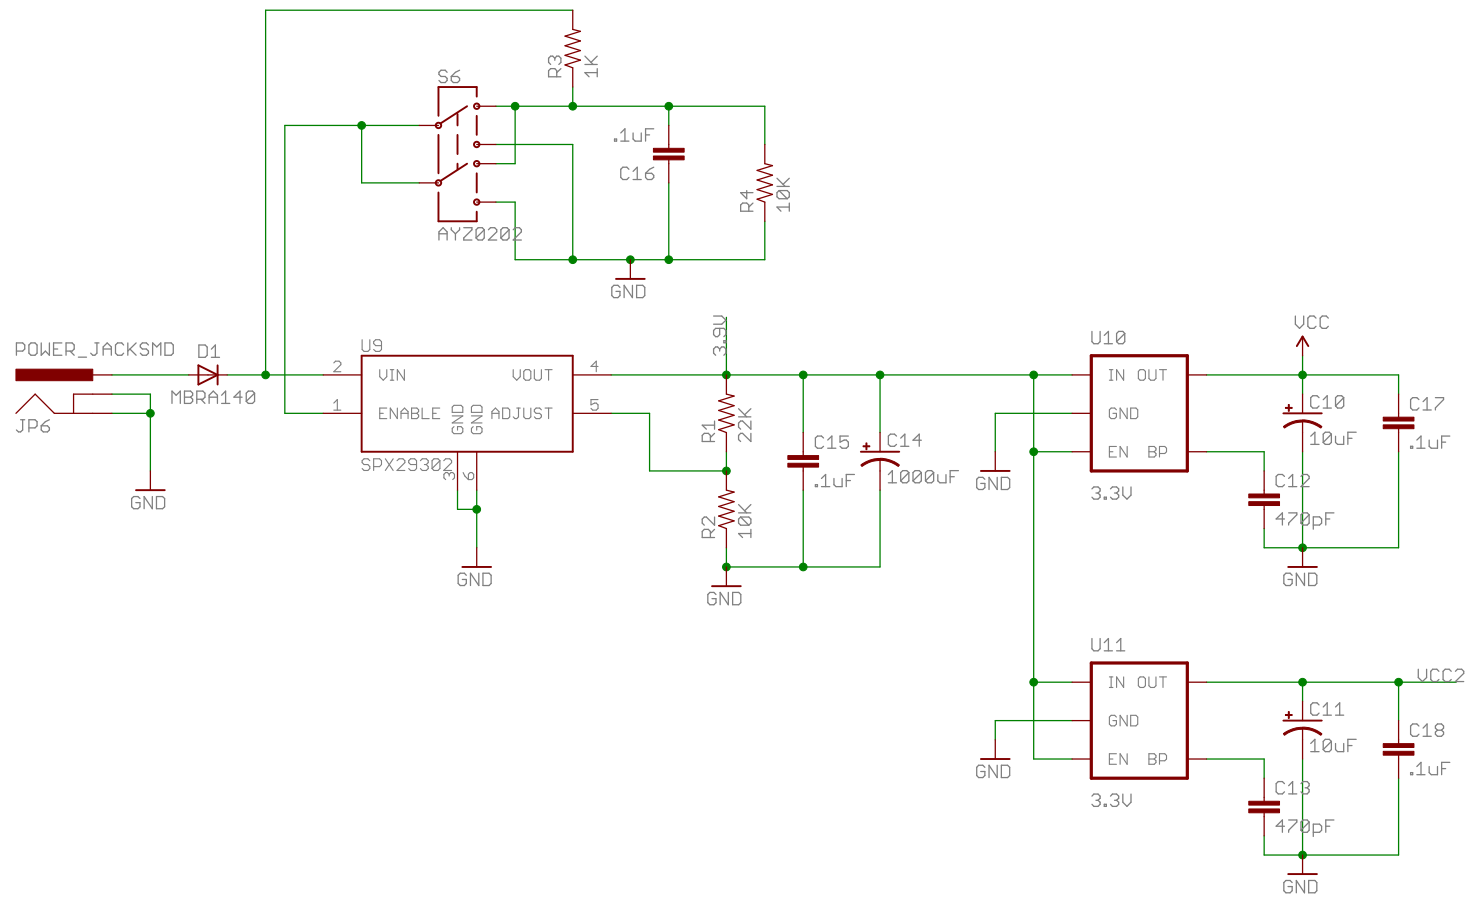 S6
R3
1K
.1uF
C16
R4
10K
AYZ0202
GND
POWER_JACKSMD
JP6
GND
D1
MBRA140
U9
2
VIN
VOUT
4
1
ENABLE
GND
GND
ADJUST
5
SPX29302
3
6
GND
3.9V
R1
22K
R2
10K
GND
C15
.1uF
C14
1000uF
U10
IN OUT
GND
EN BP
3.3V
GND
VCC
C10
10uF
C17
.1uF
C12
470pF
GND
U11
IN OUT
GND
EN BP
3.3V
GND
VCC2
C11
10uF
C18
.1uF
C13
470pF
GND